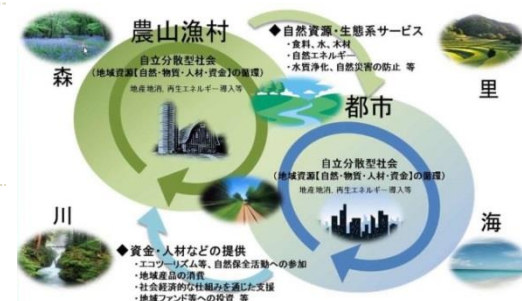 農山漁村
森
自立分散型社会
(地域資源【自然・物質・人材・資金】の循環)
地産地消、再生エネルギー導入等
◆自然資源・生態系サービス
・食料、水、木材
・自然エネルギー
・水質浄化、自然災害の防止 等
里
都市
自立分散型社会
(地域資源【自然・物質・人材・資金】の循環)
地産地消、再生エネルギー導入等
川
海
◆資金・人材などの提供
・エコツーリズム等、自然保全活動への参加
・地域産品の消費
・社会経済的な仕組みを通じた支援
・地域ファンド等への投資 等